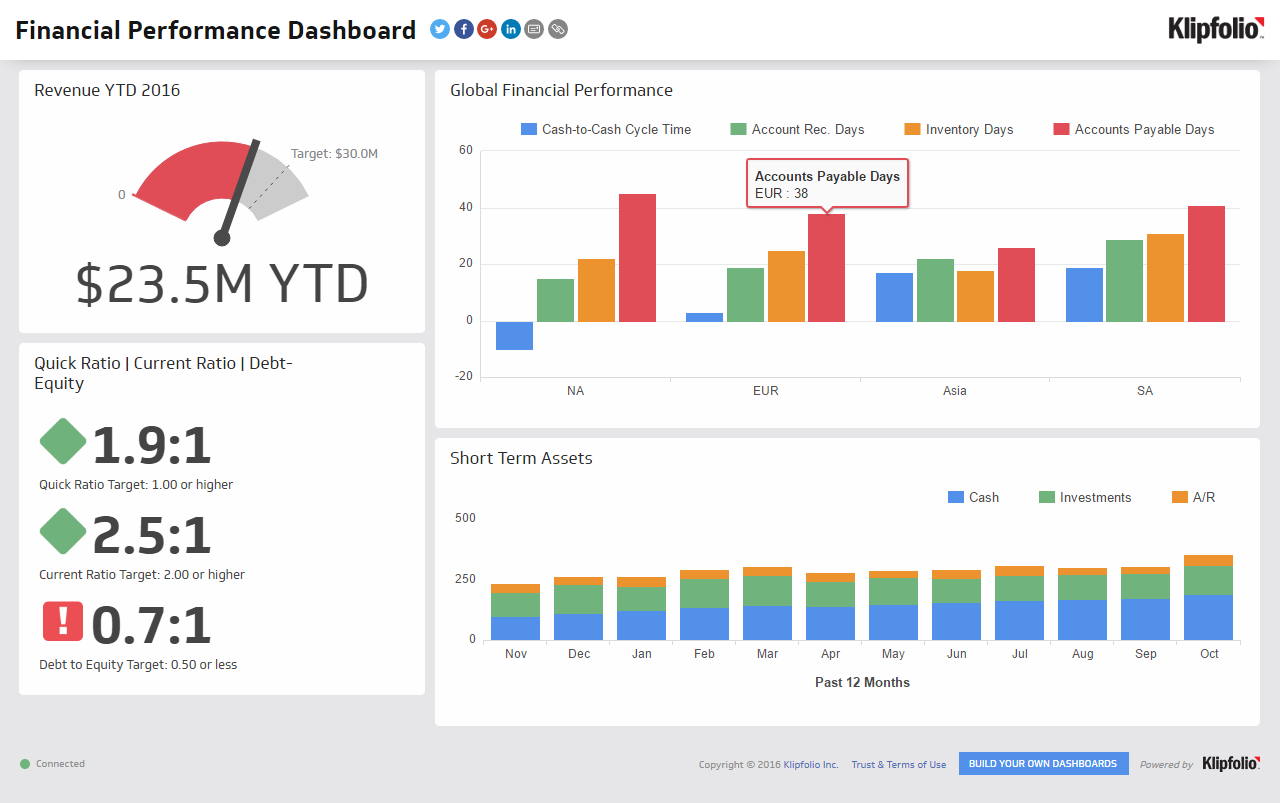 Financial Performance Dashboard
Klipfolio
Revenue YTD 2016
0
Target: $30.0M
$23.5M YTD
Quick Ratio | Current Ratio | Debt-
Equity
1.9:1
Quick Ratio Target: 1.00 or higher
2.5:1
Current Ratio Target: 2.00 or higher
! 0.7:1
Debt to Equity Target: 0.50 or less
Global Financial Performance
Cash-to-Cash Cycle Time Account Rec. Days Inventory Days Accounts Payable Days
60
40
20
0
-20
Accounts Payable Days
EUR : 38
NA EUR Asia SA
Short Term Assets
Cash Investments A/R
500
250
0
Nov Dec Jan Feb Mar Apr May Jun Jul Aug Sep Oct
Past 12 Months
Connected
Copyright © 2016 Klipfolio Inc. Trust & Terms of Use BUILD YOUR OWN DASHBOARDS Powered by Klipfolio